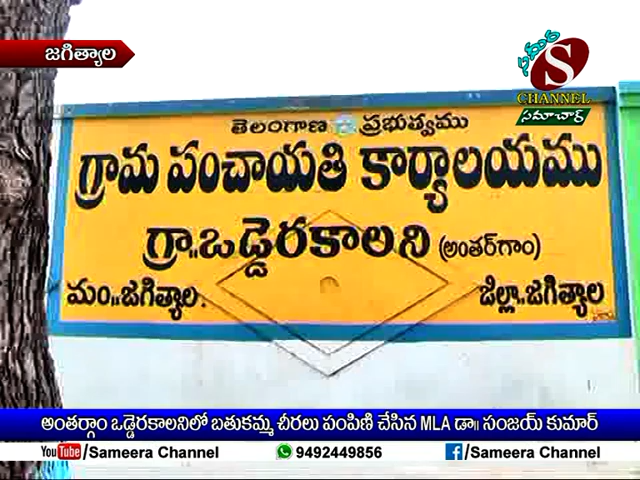 జగిత్యాల
సమీర
S
CHANNEL
సమాచార్
తెలంగాణ ప్రభుత్వము
గ్రామ పంచాయతి కార్యాలయము
గ్రా..ఒడ్డెరకాలని (అంతర్‌గాం)
మం..జగిత్యాల. జిల్లా..జగిత్యాల
అంతర్గాం ఒడ్డెరకాలనిలో బతుకమ్మ చీరలు పంపిణి చేసిన MLA డా॥ సంజయ్ కుమార్
YouTube /Sameera Channel 9492449856 f /Sameera Channel